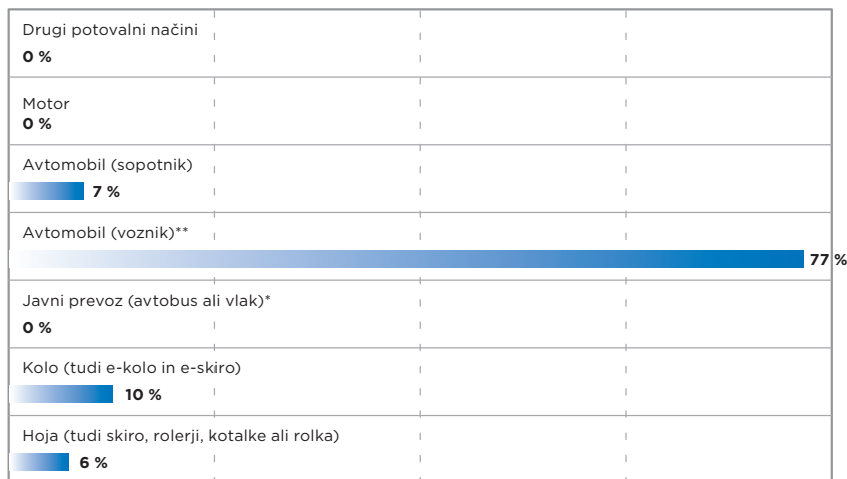 Drugi potovalni načini
0 %
Motor
0 %
Avtomobil (sopotnik)
7 %
Avtomobil (voznik)**
77 %
Javni prevoz (avtobus ali vlak)*
0 %
Kolo (tudi e-kolo in e-skiro)
10 %
Hoja (tudi skiro, rolerji, kotalke ali rolka)
6 %